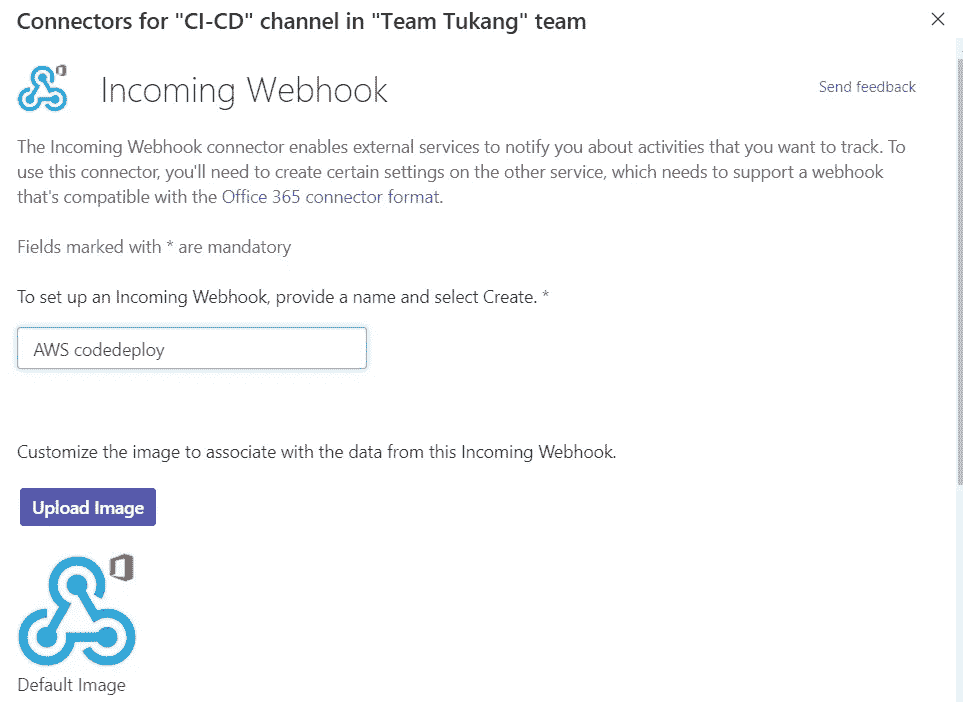 Connectors for "CI-CD" channel in "Team Tukang" team
Incoming Webhook
Send feedback
The Incoming Webhook connector enables external services to notify you about activities that you want to track. To
use this connector, you'll need to create certain settings on the other service, which needs to support a webhook
that's compatible with the Office 365 connector format.
Fields marked with * are mandatory
To set up an Incoming Webhook, provide a name and select Create. *
AWS codedeploy
Customize the image to associate with the data from this Incoming Webhook.
Upload Image
Default Image